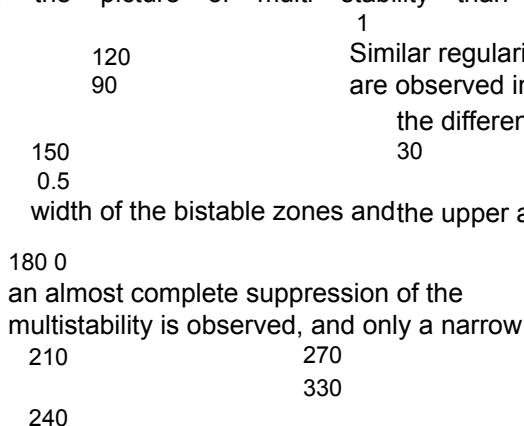 the picture of multi stability than
1
120
Similar regulari
90
are observed in
the differen
150
30
0.5
width of the bistable zones and the upper a
180 0
an almost complete suppression of the
multistability is observed, and only a narrow
210
270
330
240